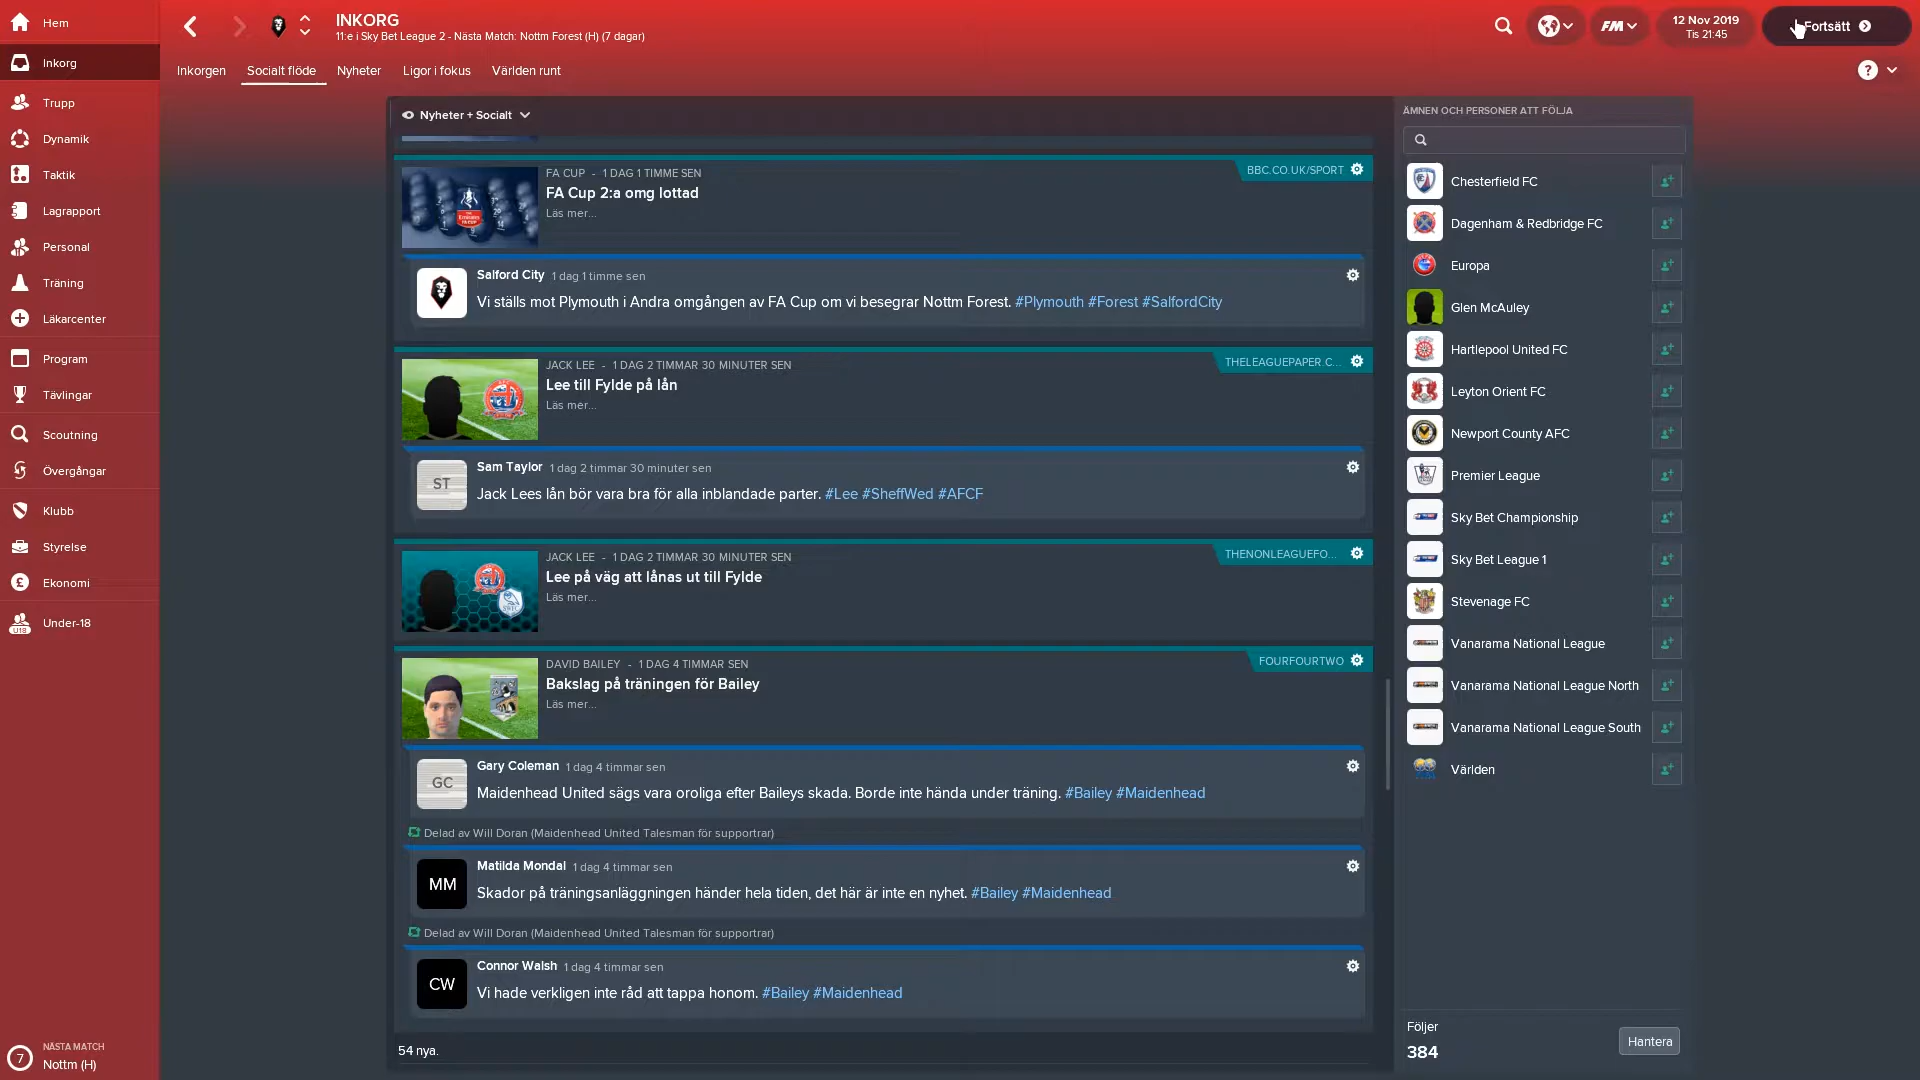 Hem
Inkorg
Trupp
Dynamik
Taktik
Lagrapport
Personal
Träning
Läkarcenter
Program
Tävlingar
Scoutning
Övergångar
Klubb
Styrelse
Ekonomi
U18
Under-18
7
NÄSTA MATCH
Nottm (H)
INKORG
11:e i Sky Bet League 2 - Nästa Match: Nottm Forest (H) (7 dagar)
FM
12 Nov 2019
Tis 21:45
Fortsätt
Inkorgen
Socialt flöde
Nyheter
Ligor i fokus
Världen runt
?
Nyheter + Socialt
FA CUP - 1 DAG 1 TIMME SEN
BBC.CO.UK/SPORT
FA Cup 2:a omg lottad
Läs mer...
Salford City 1 dag 1 timme sen
Vi ställs mot Plymouth i Andra omgången av FA Cup om vi besegrar Nottm Forest. #Plymouth #Forest #SalfordCity
JACK LEE - 1 DAG 2 TIMMAR 30 MINUTER SEN
THELEAGUEPAPER.C...
Lee till Fylde på lån
Läs mer...
ST
Sam Taylor 1 dag 2 timmar 30 minuter sen
Jack Lees lån bör vara bra för alla inblandade parter. #Lee #SheffWed #AFCF
JACK LEE - 1 DAG 2 TIMMAR 30 MINUTER SEN
THENONLEAGUEFO...
Lee på väg att lånas ut till Fylde
Läs mer...
DAVID BAILEY - 1 DAG 4 TIMMAR SEN
FOURFOURTWO
Bakslag på träningen för Bailey
Läs mer...
GC
Gary Coleman 1 dag 4 timmar sen
Maidenhead United sägs vara oroliga efter Baileys skada. Borde inte hända under träning. #Bailey #Maidenhead
Delad av Will Doran (Maidenhead United Talesman för supportrar)
MM
Matilda Mondal 1 dag 4 timmar sen
Skador på träningsanläggningen händer hela tiden, det här är inte en nyhet. #Bailey #Maidenhead
Delad av Will Doran (Maidenhead United Talesman för supportrar)
CW
Connor Walsh 1 dag 4 timmar sen
Vi hade verkligen inte råd att tappa honom. #Bailey #Maidenhead
54 nya.
ÄMNEN OCH PERSONER ATT FÖLJA
Chesterfield FC
Dagenham & Redbridge FC
Europa
Glen McAuley
Hartlepool United FC
Leyton Orient FC
Newport County AFC
Premier League
Sky Bet Championship
Sky Bet League 1
Stevenage FC
Vanarama National League
Vanarama National League North
Vanarama National League South
Världen
Följer
384
Hantera